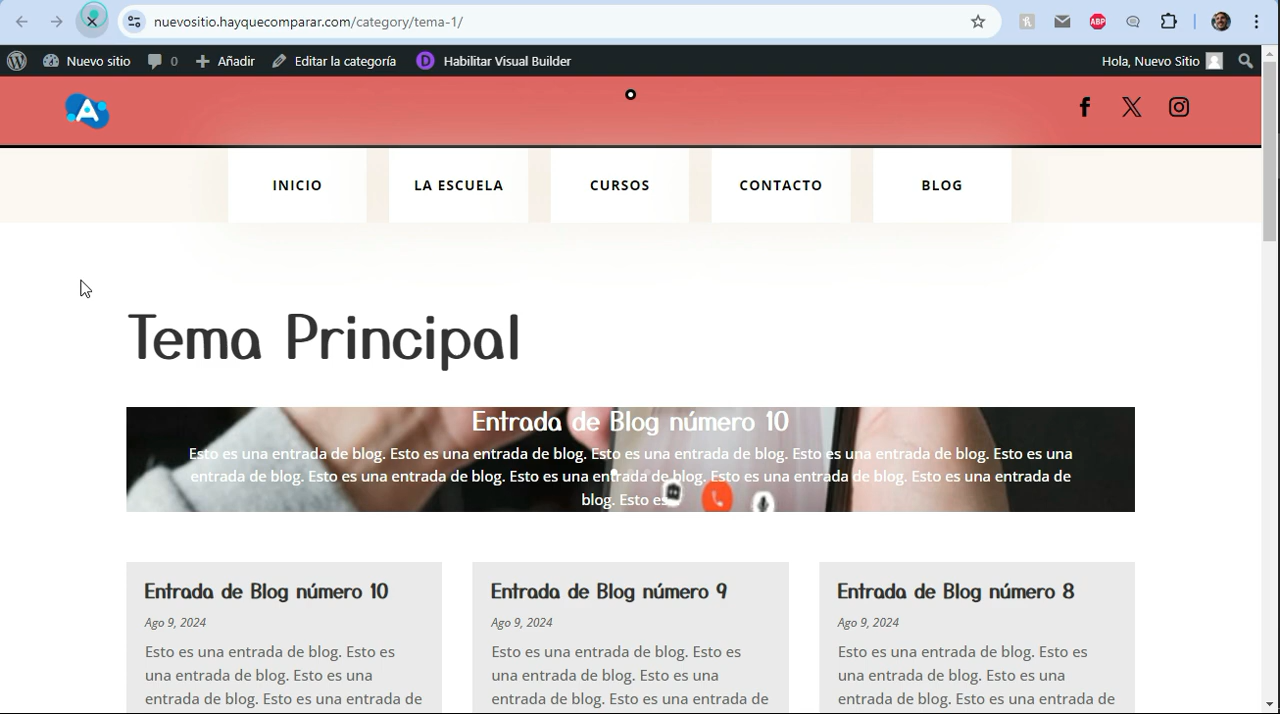 nuevositio.hayquecomparar.com/category/tema-1/
ABP
Nuevo sitio 0 Añadir Editar la categoría D Habilitar Visual Builder Hola, Nuevo Sitio
A
INICIO LA ESCUELA CURSOS CONTACTO BLOG
Tema Principal
Entrada de Blog número 10
Esto es una entrada de blog. Esto es una entrada de blog. Esto es una entrada de blog. Esto es una entrada de blog. Esto es una
entrada de blog. Esto es una entrada de blog. Esto es una entrada de blog. Esto es una entrada de blog. Esto es una entrada de
blog. Esto es
Entrada de Blog número 10
Ago 9, 2024
Esto es una entrada de blog. Esto es
una entrada de blog. Esto es una
entrada de blog. Esto es una entrada de
Entrada de Blog número 9
Ago 9, 2024
Esto es una entrada de blog. Esto es
una entrada de blog. Esto es una
entrada de blog. Esto es una entrada de
Entrada de Blog número 8
Ago 9, 2024
Esto es una entrada de blog. Esto es
una entrada de blog. Esto es una
entrada de blog. Esto es una entrada de